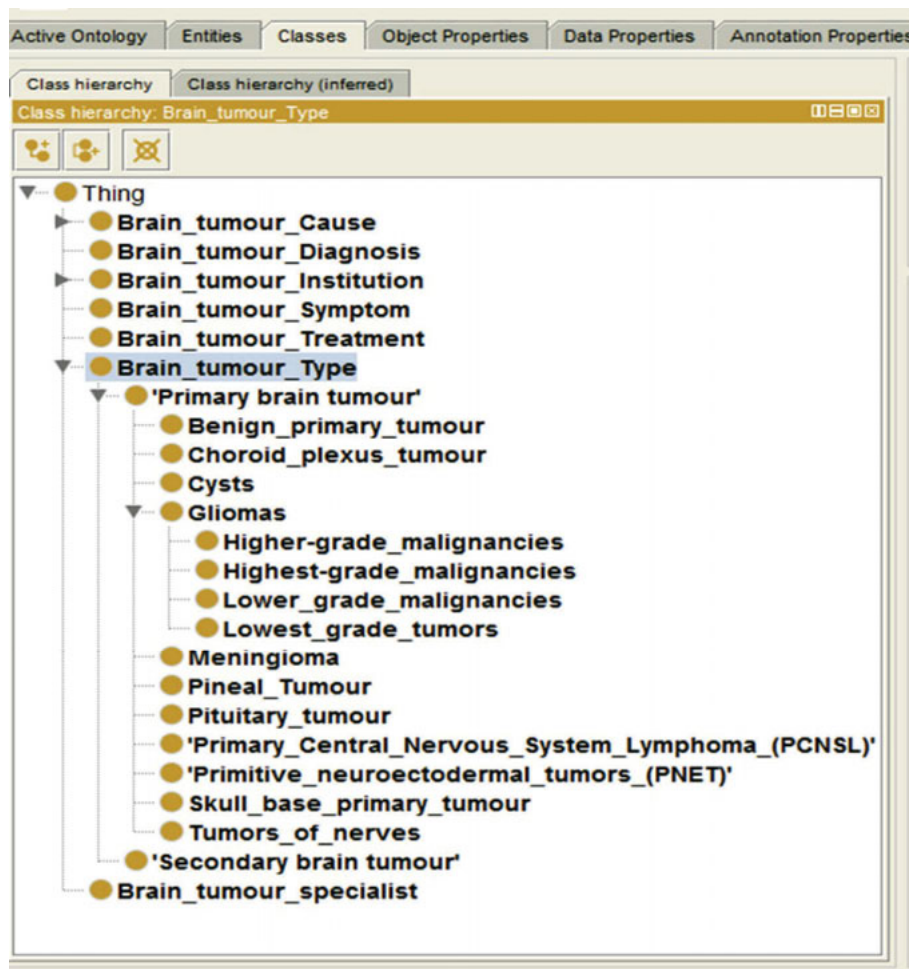 Active Ontology Entities Classes Object Properties Data Properties Annotation Properties
Class hierarchy Class hierarchy (inferred)
Class hierarchy: Brain_tumour_Type
Thing
Brain_tumour_Cause
Brain_tumour_Diagnosis
Brain_tumour_Institution
Brain_tumour_Symptom
Brain_tumour_Treatment
Brain_tumour_Type
'Primary brain tumour'
Benign_primary_tumour
Choroid_plexus_tumour
Cysts
Gliomas
Higher-grade_malignancies
Highest-grade_malignancies
Lower_grade_malignancies
Lowest_grade_tumors
Meningioma
Pineal_Tumour
Pituitary_tumour
'Primary_Central_Nervous_System_Lymphoma_(PCNSL)'
'Primitive_neuroectodermal_tumors_(PNET)'
Skull_base_primary_tumour
Tumors_of_nerves
'Secondary brain tumour'
Brain_tumour_specialist